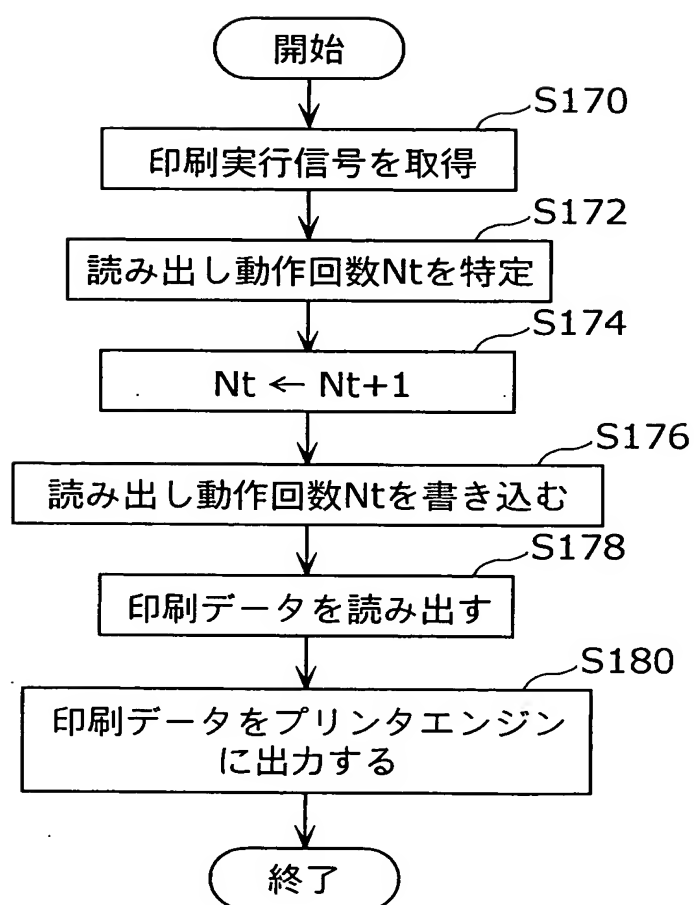 開始
S170
印刷実行信号を取得
S172
読み出し動作回数Ntを特定
S174
Nt ← Nt+1
S176
読み出し動作回数Ntを書き込む
S178
印刷データを読み出す
S180
印刷データをプリンタエンジン
に出力する
終了